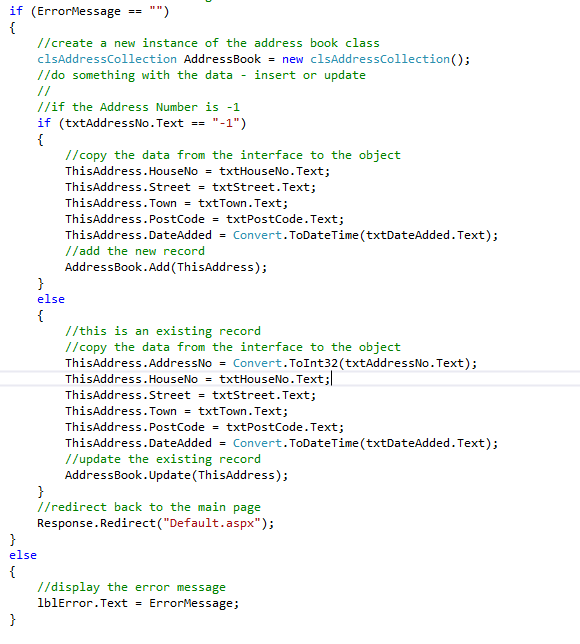 if (ErrorMessage == "")
{
//create a new instance of the address book class
clsAddressCollection AddressBook = new clsAddressCollection();
//do something with the data - insert or update
//
//if the Address Number is -1
if (txtAddressNo.Text == "-1")
{
//copy the data from the interface to the object
ThisAddress.HouseNo = txtHouseNo.Text;
ThisAddress.Street = txtStreet.Text;
ThisAddress.Town = txtTown.Text;
ThisAddress.PostCode = txtPostCode.Text;
ThisAddress.DateAdded = Convert.ToDateTime(txtDateAdded.Text);
//add the new record
AddressBook.Add(ThisAddress);
}
else
{
//this is an existing record
//copy the data from the interface to the object
ThisAddress.AddressNo = Convert.ToInt32(txtAddressNo.Text);
ThisAddress.HouseNo = txtHouseNo.Text;
ThisAddress.Street = txtStreet.Text;
ThisAddress.Town = txtTown.Text;
ThisAddress.PostCode = txtPostCode.Text;
ThisAddress.DateAdded = Convert.ToDateTime(txtDateAdded.Text);
//update the existing record
AddressBook.Update(ThisAddress);
}
//redirect back to the main page
Response.Redirect("Default.aspx");
}
else
{
//display the error message
lblError.Text = ErrorMessage;
}